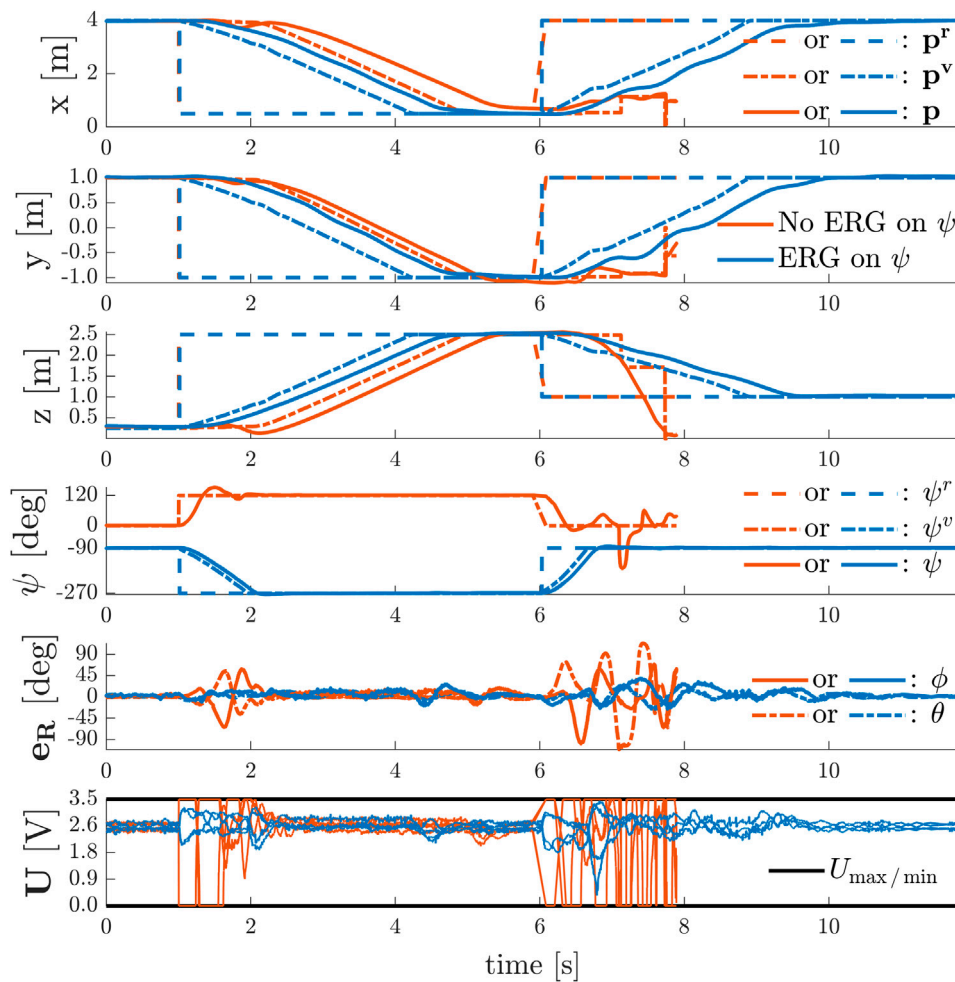 x [m]
4
2
0
or : p^r
or : p^v
or : p
0 2 4 6 8 10
y [m]
1.0
0.5
0.0
-0.5
-1.0
No ERG on ψ
ERG on ψ
0 2 4 6 8 10
z [m]
2.5
2.0
1.0
0 2 4 6 8 10
ψ [deg]
120
0
-90
-270
or : ψ^r
or : ψ^v
or : ψ
0 2 4 6 8 10
e_R [deg]
90
45
0
-45
-90
or : ϕ
or : θ
0 2 4 6 8 10
U [V]
3.5
2.6
1.8
0.9
0.0
U_max/min
0 2 4 6 8 10
time [s]